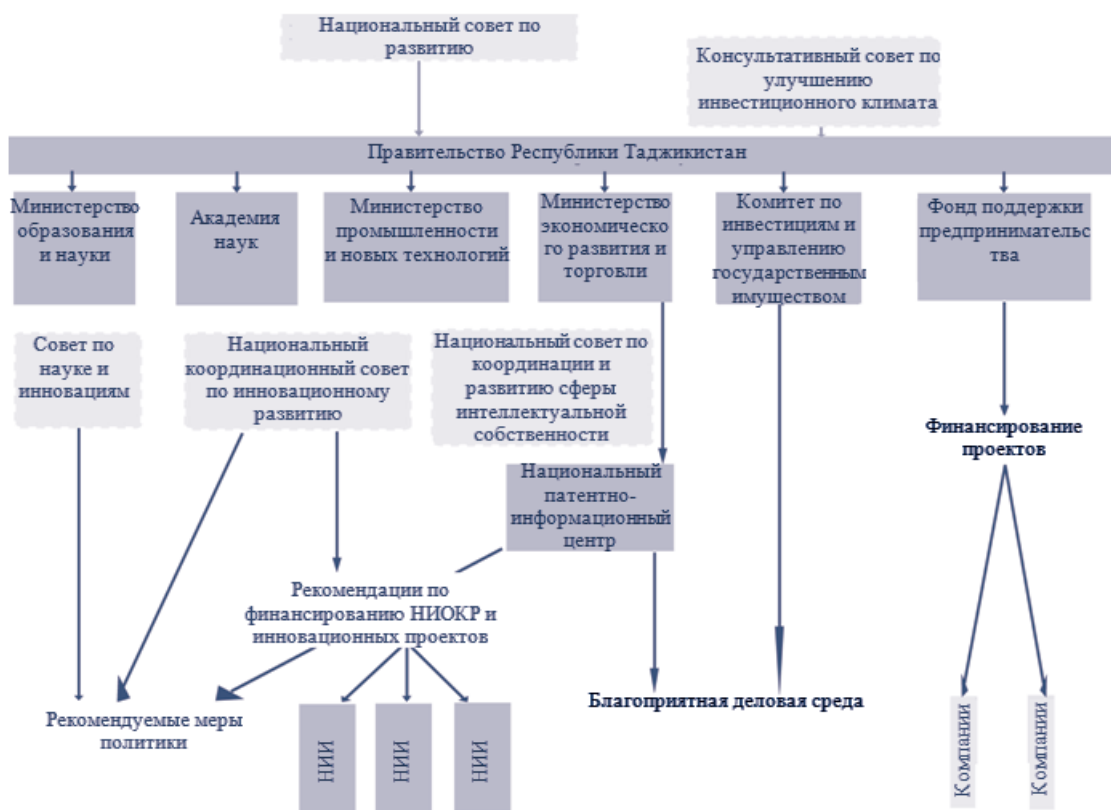 Национальный совет по
развитию
Консультативный совет по
улучшению
инвестиционного климата
Правительство Республики Таджикистан
Министерство
образования
и науки
Академия
наук
Министерство
промышленности
и новых технологий
Министерство
экономическо
го развития и
торговли
Комитет по
инвестициям и
управлению
государственным
имуществом
Фонд поддержки
предпринимательс
тва
Совет по
науке и
инновациям
Национальный
координационный совет
по инновационному
развитию
Национальный совет по
координации и
развитию сферы
интеллектуальной
собственности
Финансирование
проектов
Национальный
патентно-
информационный
центр
Рекомендации по
финансированию НИОКР и
инновационных проектов
Благоприятная деловая среда
Рекомендуемые меры
политики
НИИ
НИИ
НИИ
Компании
Компании